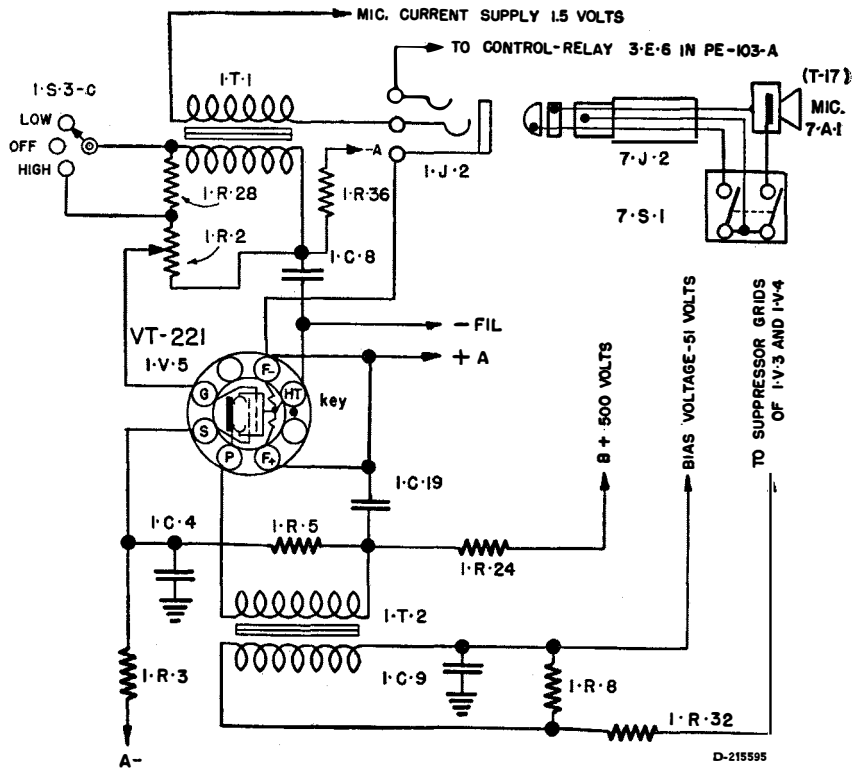 MIC. CURRENT SUPPLY 1.5 VOLTS
TO CONTROL-RELAY 3·E·6 IN PE-103-A
1·T·1
(T-17)
MIC.
7·A·1
1·S·3-C
LOW
OFF
HIGH
-A
1·J·2
7·J·2
1·R·28
1·R·36
7·S·1
1·R·2
1·C·8
VT-221
1·V·5
- FIL
+ A
F-
G
HT
key
S
P
F+
B + 500 VOLTS
BIAS VOLTAGE-51 VOLTS
TO SUPPRESSOR GRIDS
OF 1·V·3 AND 1·V·4
1·C·19
1·C·4
1·R·5
1·R·24
1·T·2
1·R·3
1·C·9
1·R·8
1·R·32
A-
D-215595